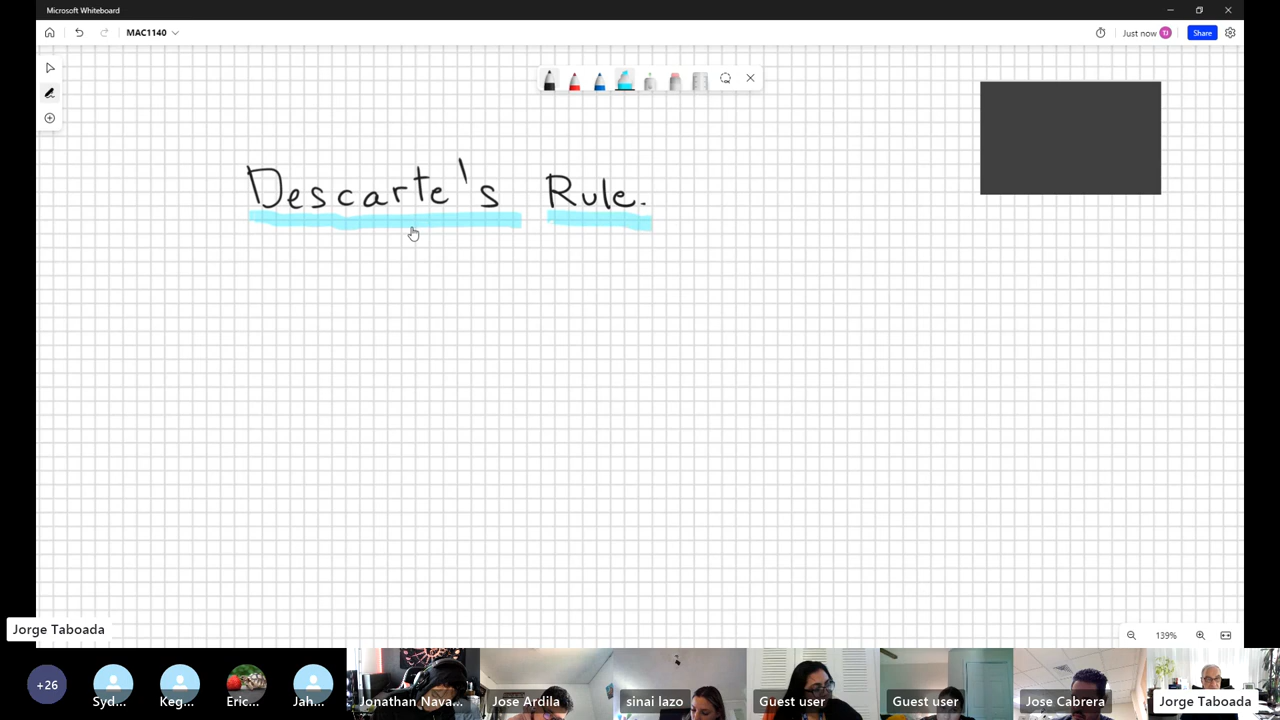 Microsoft Whiteboard
MAC1140
Just now TJ
Share
Descarte's Rule.
139%
Jorge Taboada
+26
Syd...
Keg...
Eric...
Jah...
Jonathan Nava...
Jose Ardila
sinai lazo
Guest user
Guest user
Jose Cabrera
Jorge Taboada